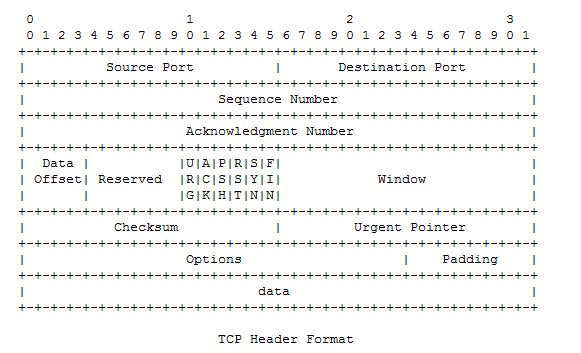 0                   1                   2                   3
 0 1 2 3 4 5 6 7 8 9 0 1 2 3 4 5 6 7 8 9 0 1 2 3 4 5 6 7 8 9 0 1
+-+-+-+-+-+-+-+-+-+-+-+-+-+-+-+-+-+-+-+-+-+-+-+-+-+-+-+-+-+-+-+-+
|          Source Port          |       Destination Port        |
+-+-+-+-+-+-+-+-+-+-+-+-+-+-+-+-+-+-+-+-+-+-+-+-+-+-+-+-+-+-+-+-+
|                        Sequence Number                        |
+-+-+-+-+-+-+-+-+-+-+-+-+-+-+-+-+-+-+-+-+-+-+-+-+-+-+-+-+-+-+-+-+
|                    Acknowledgment Number                      |
+-+-+-+-+-+-+-+-+-+-+-+-+-+-+-+-+-+-+-+-+-+-+-+-+-+-+-+-+-+-+-+-+
|  Data |           |U|A|P|R|S|F|                               |
| Offset| Reserved  |R|C|S|S|Y|I|            Window             |
|       |           |G|K|H|T|N|N|                               |
+-+-+-+-+-+-+-+-+-+-+-+-+-+-+-+-+-+-+-+-+-+-+-+-+-+-+-+-+-+-+-+-+
|           Checksum            |         Urgent Pointer        |
+-+-+-+-+-+-+-+-+-+-+-+-+-+-+-+-+-+-+-+-+-+-+-+-+-+-+-+-+-+-+-+-+
|                    Options                    |    Padding    |
+-+-+-+-+-+-+-+-+-+-+-+-+-+-+-+-+-+-+-+-+-+-+-+-+-+-+-+-+-+-+-+-+
|                             data                              |
+-+-+-+-+-+-+-+-+-+-+-+-+-+-+-+-+-+-+-+-+-+-+-+-+-+-+-+-+-+-+-+-+
TCP Header Format